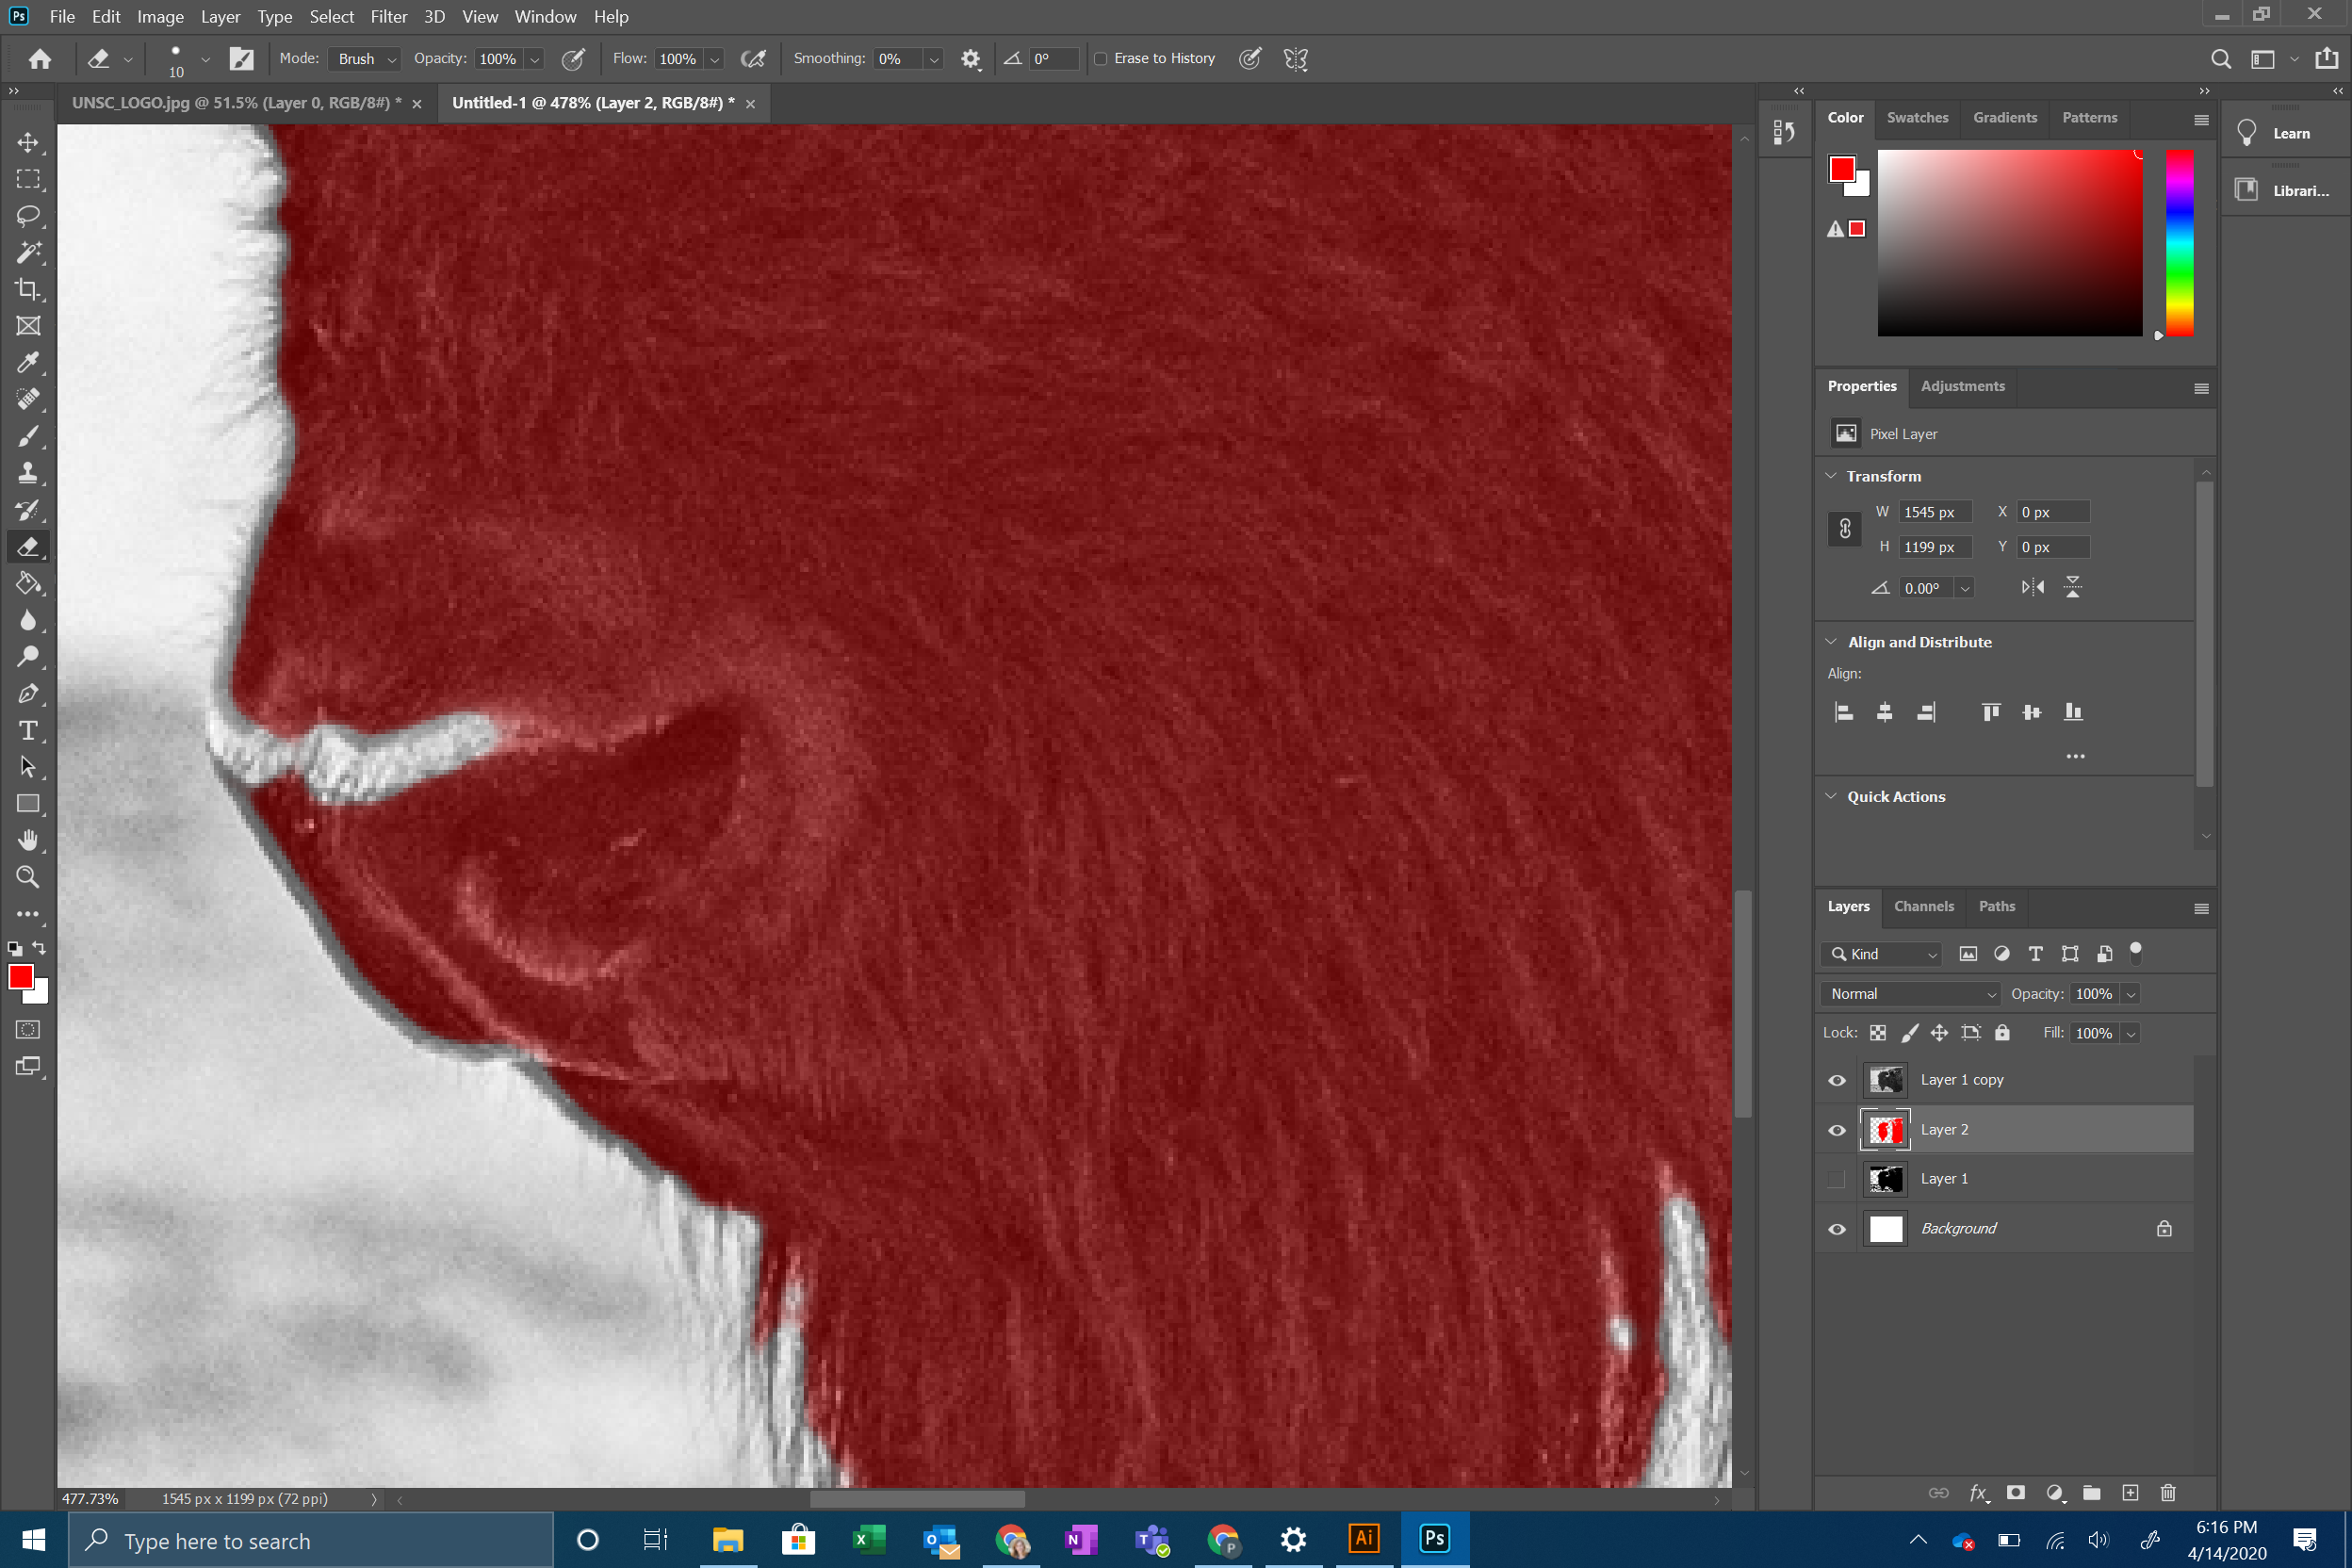 Ps File Edit Image Layer Type Select Filter 3D View Window Help
10 Mode: Brush Opacity: 100% Flow: 100% Smoothing: 0% 0° Erase to History
UNSC_LOGO.jpg @ 51.5% (Layer 0, RGB/8#) * × Untitled-1 @ 478% (Layer 2, RGB/8#) * ×
Color Swatches Gradients Patterns
Learn
Librari...
Properties Adjustments
Pixel Layer
Transform
W 1545 px X 0 px
H 1199 px Y 0 px
0.00°
Align and Distribute
Align:
Quick Actions
Layers Channels Paths
Kind
Normal Opacity: 100%
Lock: Fill: 100%
Layer 1 copy
Layer 2
Layer 1
Background
477.73% 1545 px x 1199 px (72 ppi)
Type here to search
Ai Ps
6:16 PM
4/14/2020